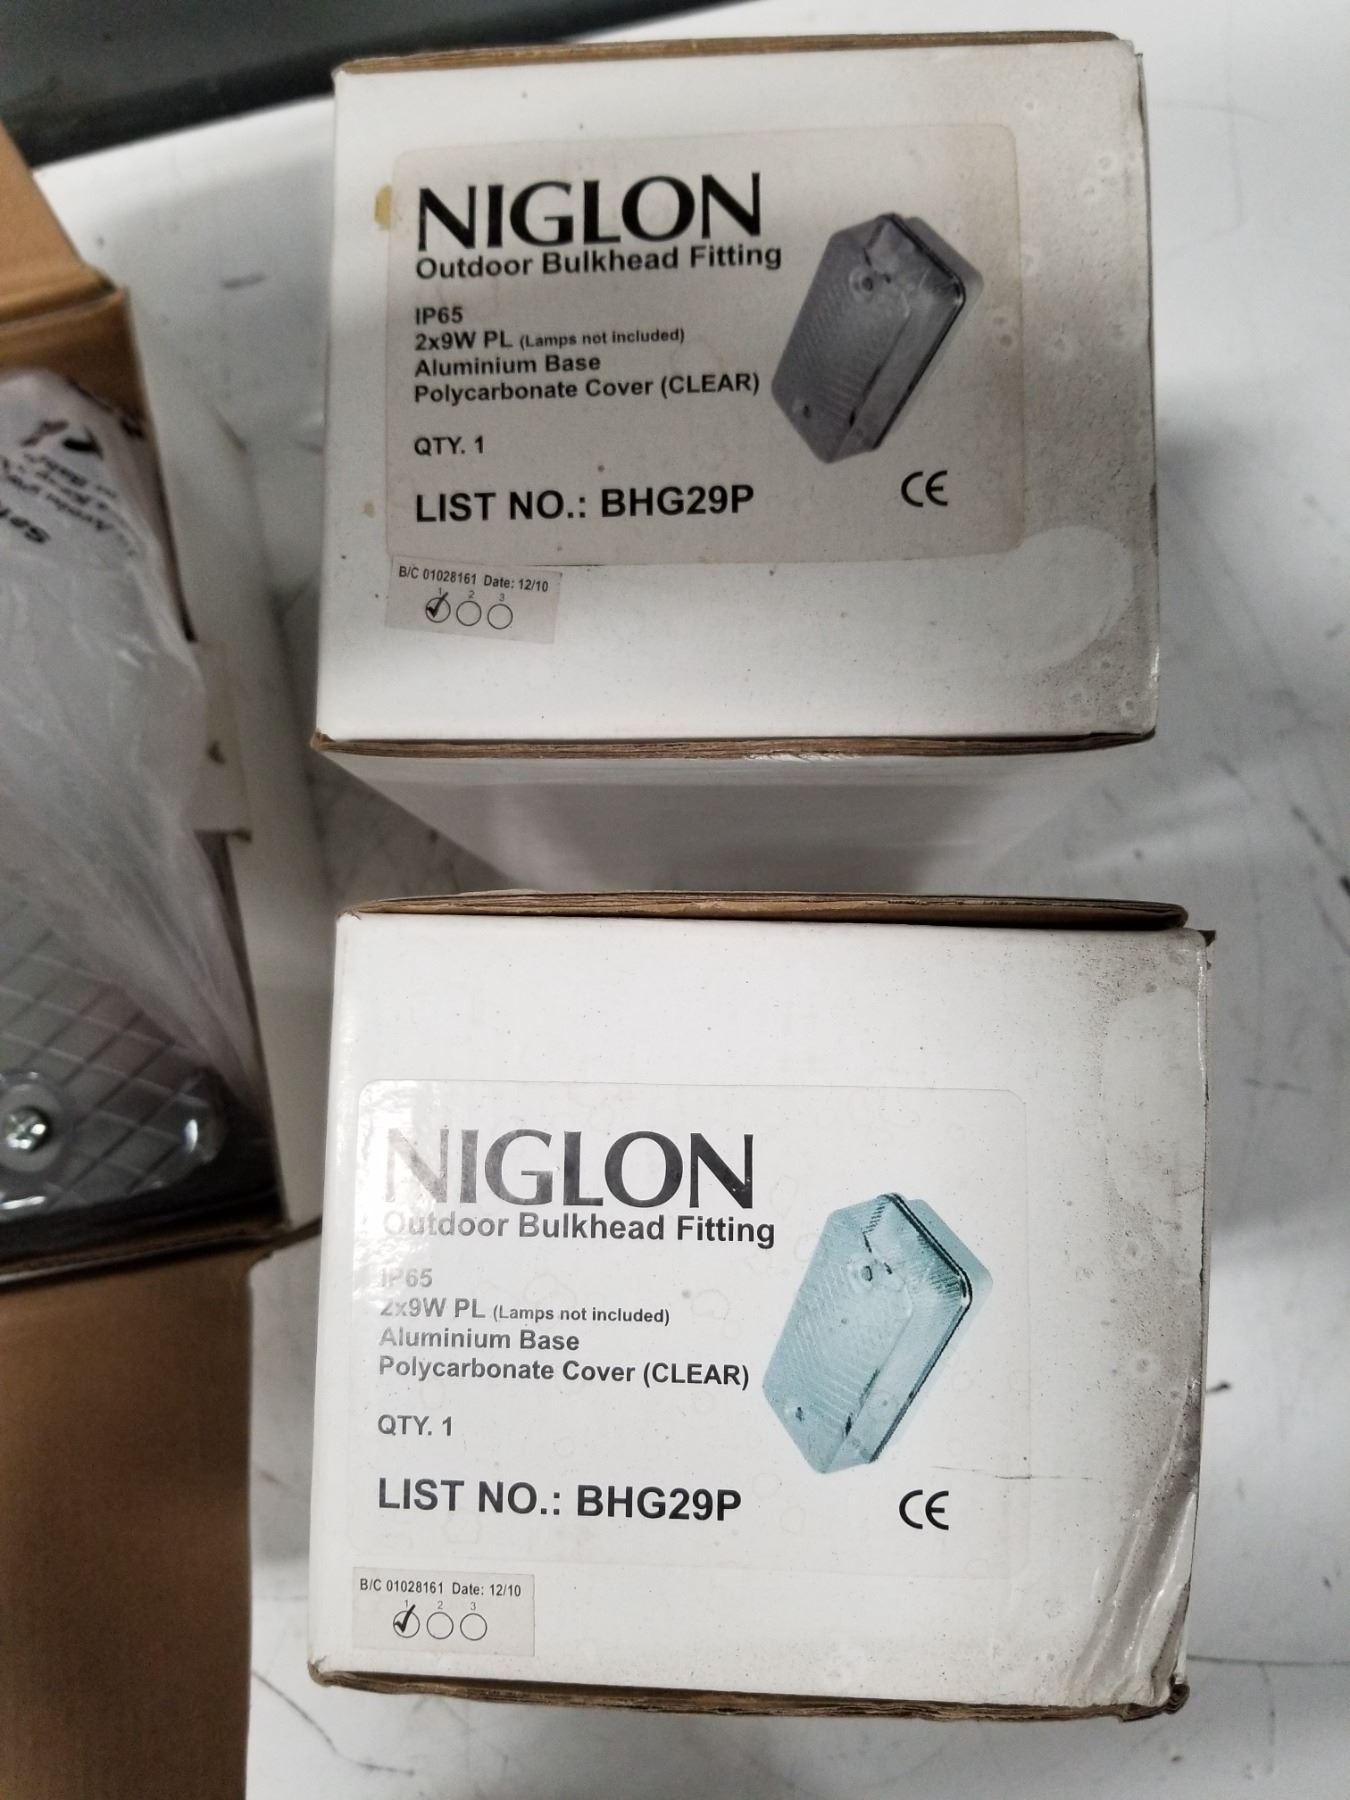 NIGLON
Outdoor Bulkhead Fitting
IP65
2x9W PL (Lamps not included)
Aluminium Base
Polycarbonate Cover (CLEAR)
QTY. 1
LIST NO.: BHG29P
CE
B/C 01028161 Date: 12/10
1 2 3
NIGLON
Outdoor Bulkhead Fitting
IP65
2x9W PL (Lamps not included)
Aluminium Base
Polycarbonate Cover (CLEAR)
QTY. 1
LIST NO.: BHG29P
CE
B/C 01028161 Date: 12/10
1 2 3